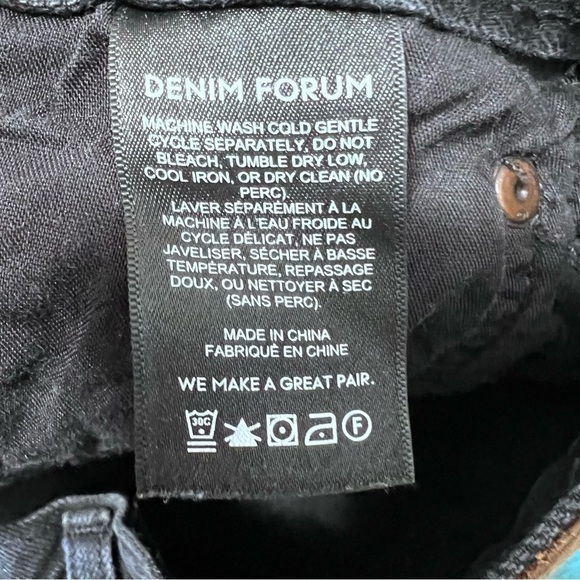 DENIM FORUM
MACHINE WASH COLD GENTLE
CYCLE SEPARATELY, DO NOT
BLEACH, TUMBLE DRY LOW,
COOL IRON, OR DRY CLEAN (NO
PERC).
LAVER SÉPARÉMENT À LA
MACHINE À L'EAU FROIDE AU
CYCLE DÉLICAT, NE PAS
JAVELISER, SÉCHER À BASSE
TEMPÉRATURE, REPASSAGE
DOUX, OU NETTOYER À SEC
(SANS PERC).
MADE IN CHINA
FABRIQUÉ EN CHINE
WE MAKE A GREAT PAIR.
30C F